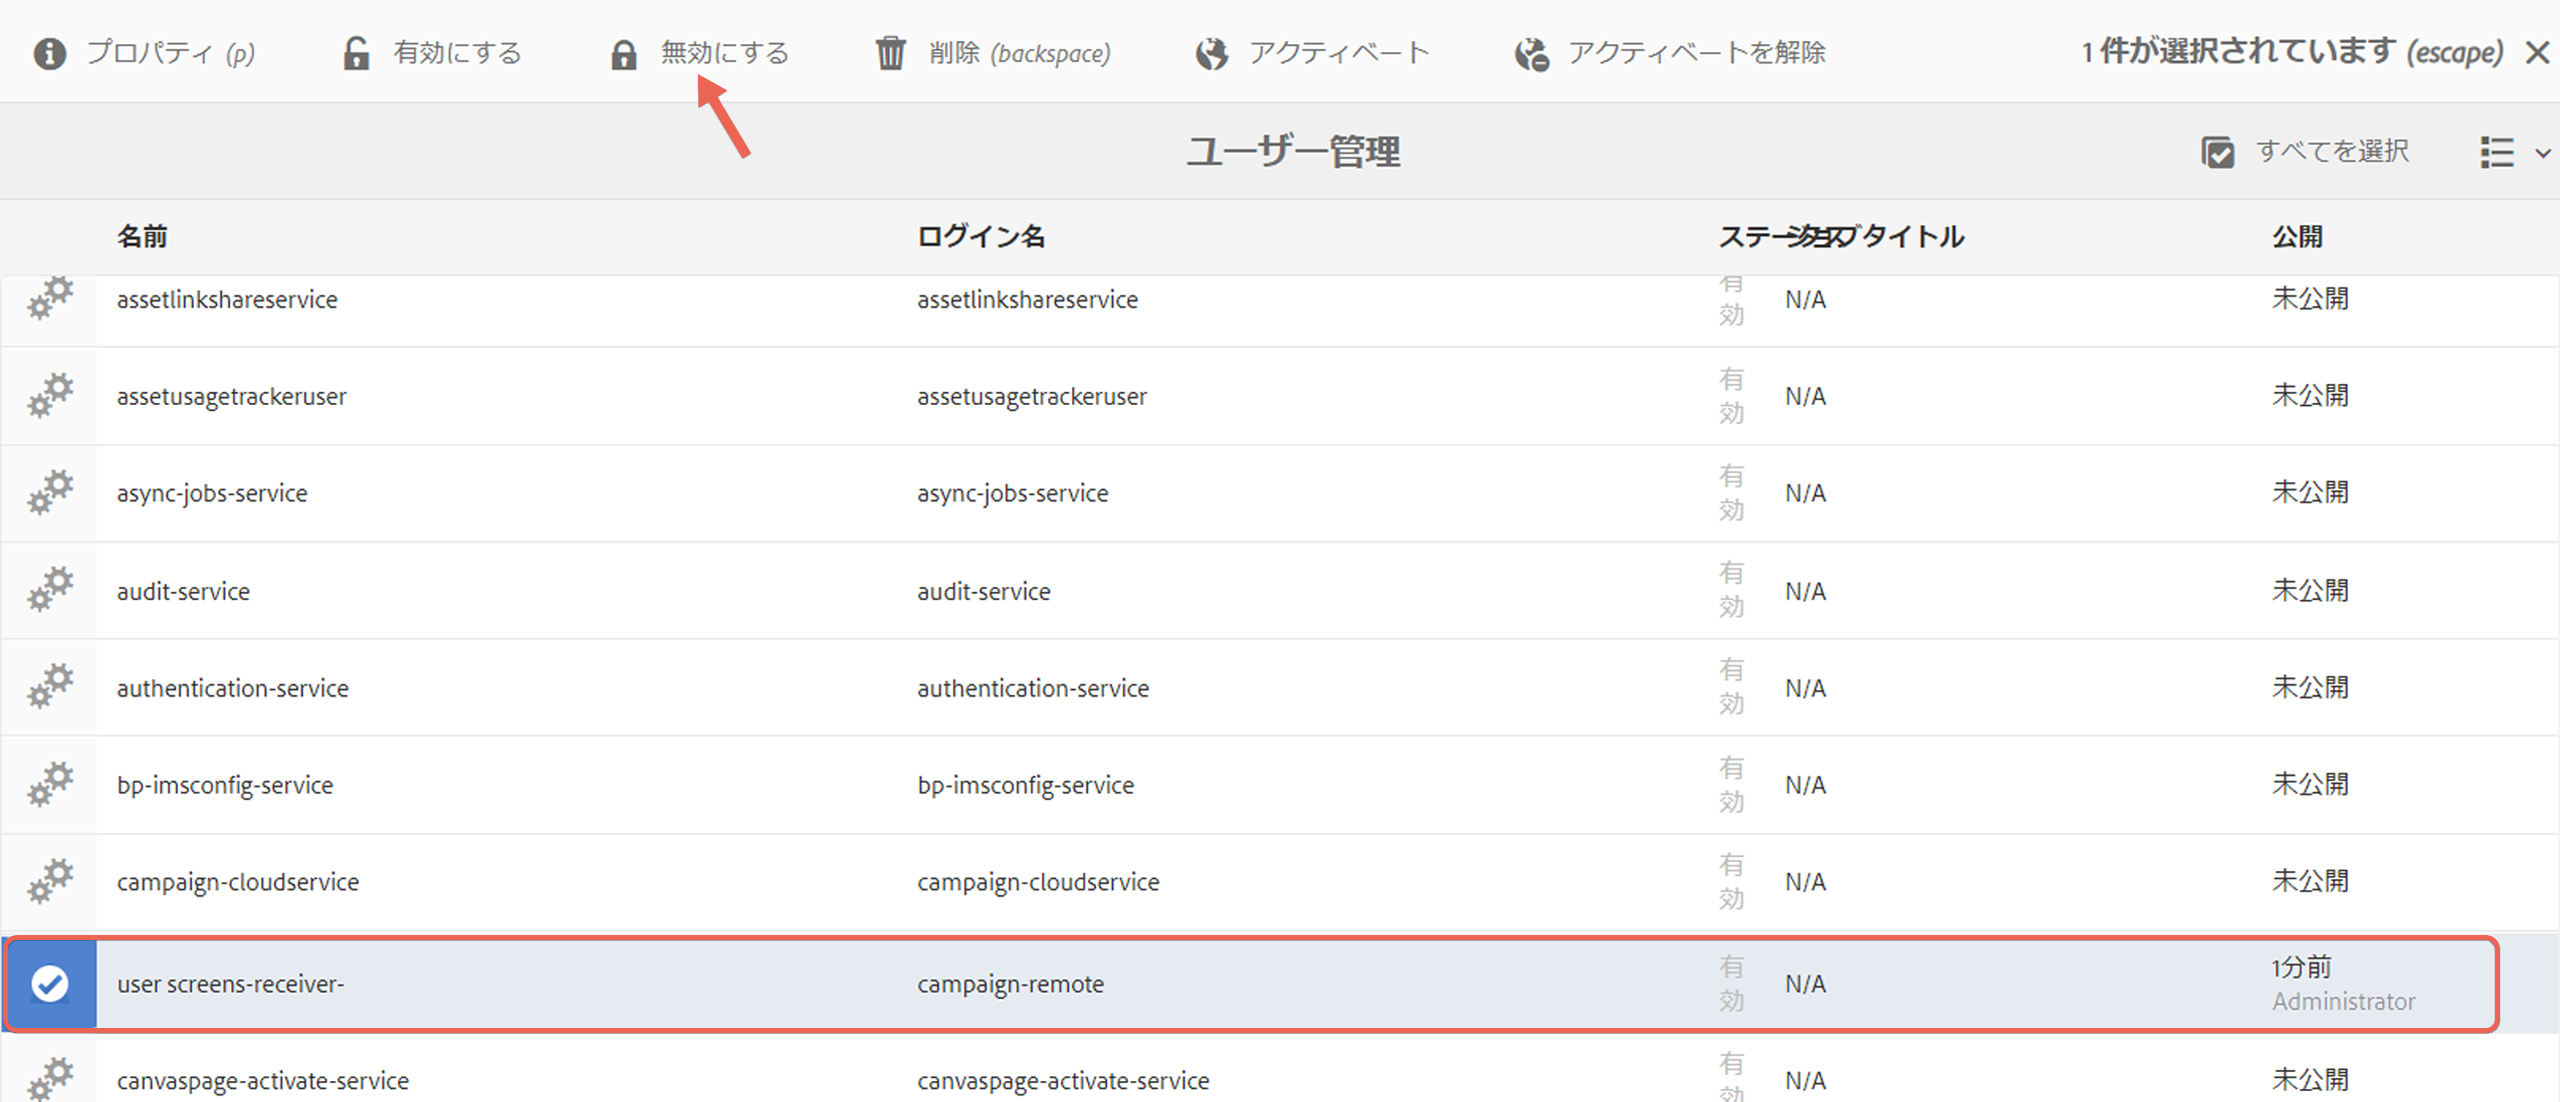 プロパティ (p) 有効にする 無効にする 削除 (backspace) アクティベート アクティベートを解除 1 件が選択されています (escape)
ユーザー管理 すべてを選択
名前 ログイン名 ステータス ジョブタイトル 公開
assetlinkshareservice assetlinkshareservice 有効 N/A 未公開
assetusagetrackeruser assetusagetrackeruser 有効 N/A 未公開
async-jobs-service async-jobs-service 有効 N/A 未公開
audit-service audit-service 有効 N/A 未公開
authentication-service authentication-service 有効 N/A 未公開
bp-imsconfig-service bp-imsconfig-service 有効 N/A 未公開
campaign-cloudservice campaign-cloudservice 有効 N/A 未公開
user screens-receiver- campaign-remote 有効 N/A 1分前
Administrator
canvaspage-activate-service canvaspage-activate-service 有効 N/A 未公開